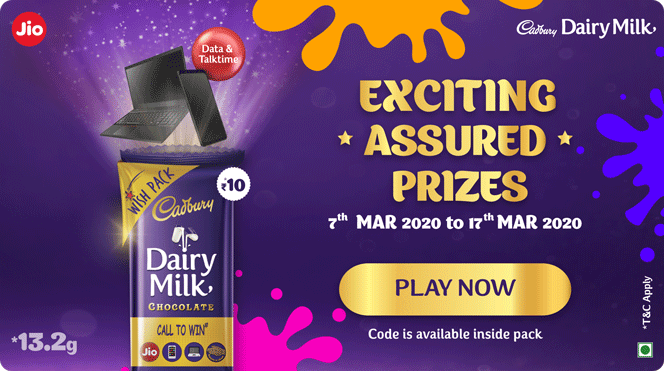 Jio
Data &
Talktime
Cadbury Dairy Milk
EXCITING
ASSURED
PRIZES
7th MAR 2020 to 17th MAR 2020
PLAY NOW
Code is available inside pack
*T&C Apply
WISH PACK
₹10
Cadbury
Dairy
Milk
CHOCOLATE
CALL TO WIN#
Jio
*13.2g